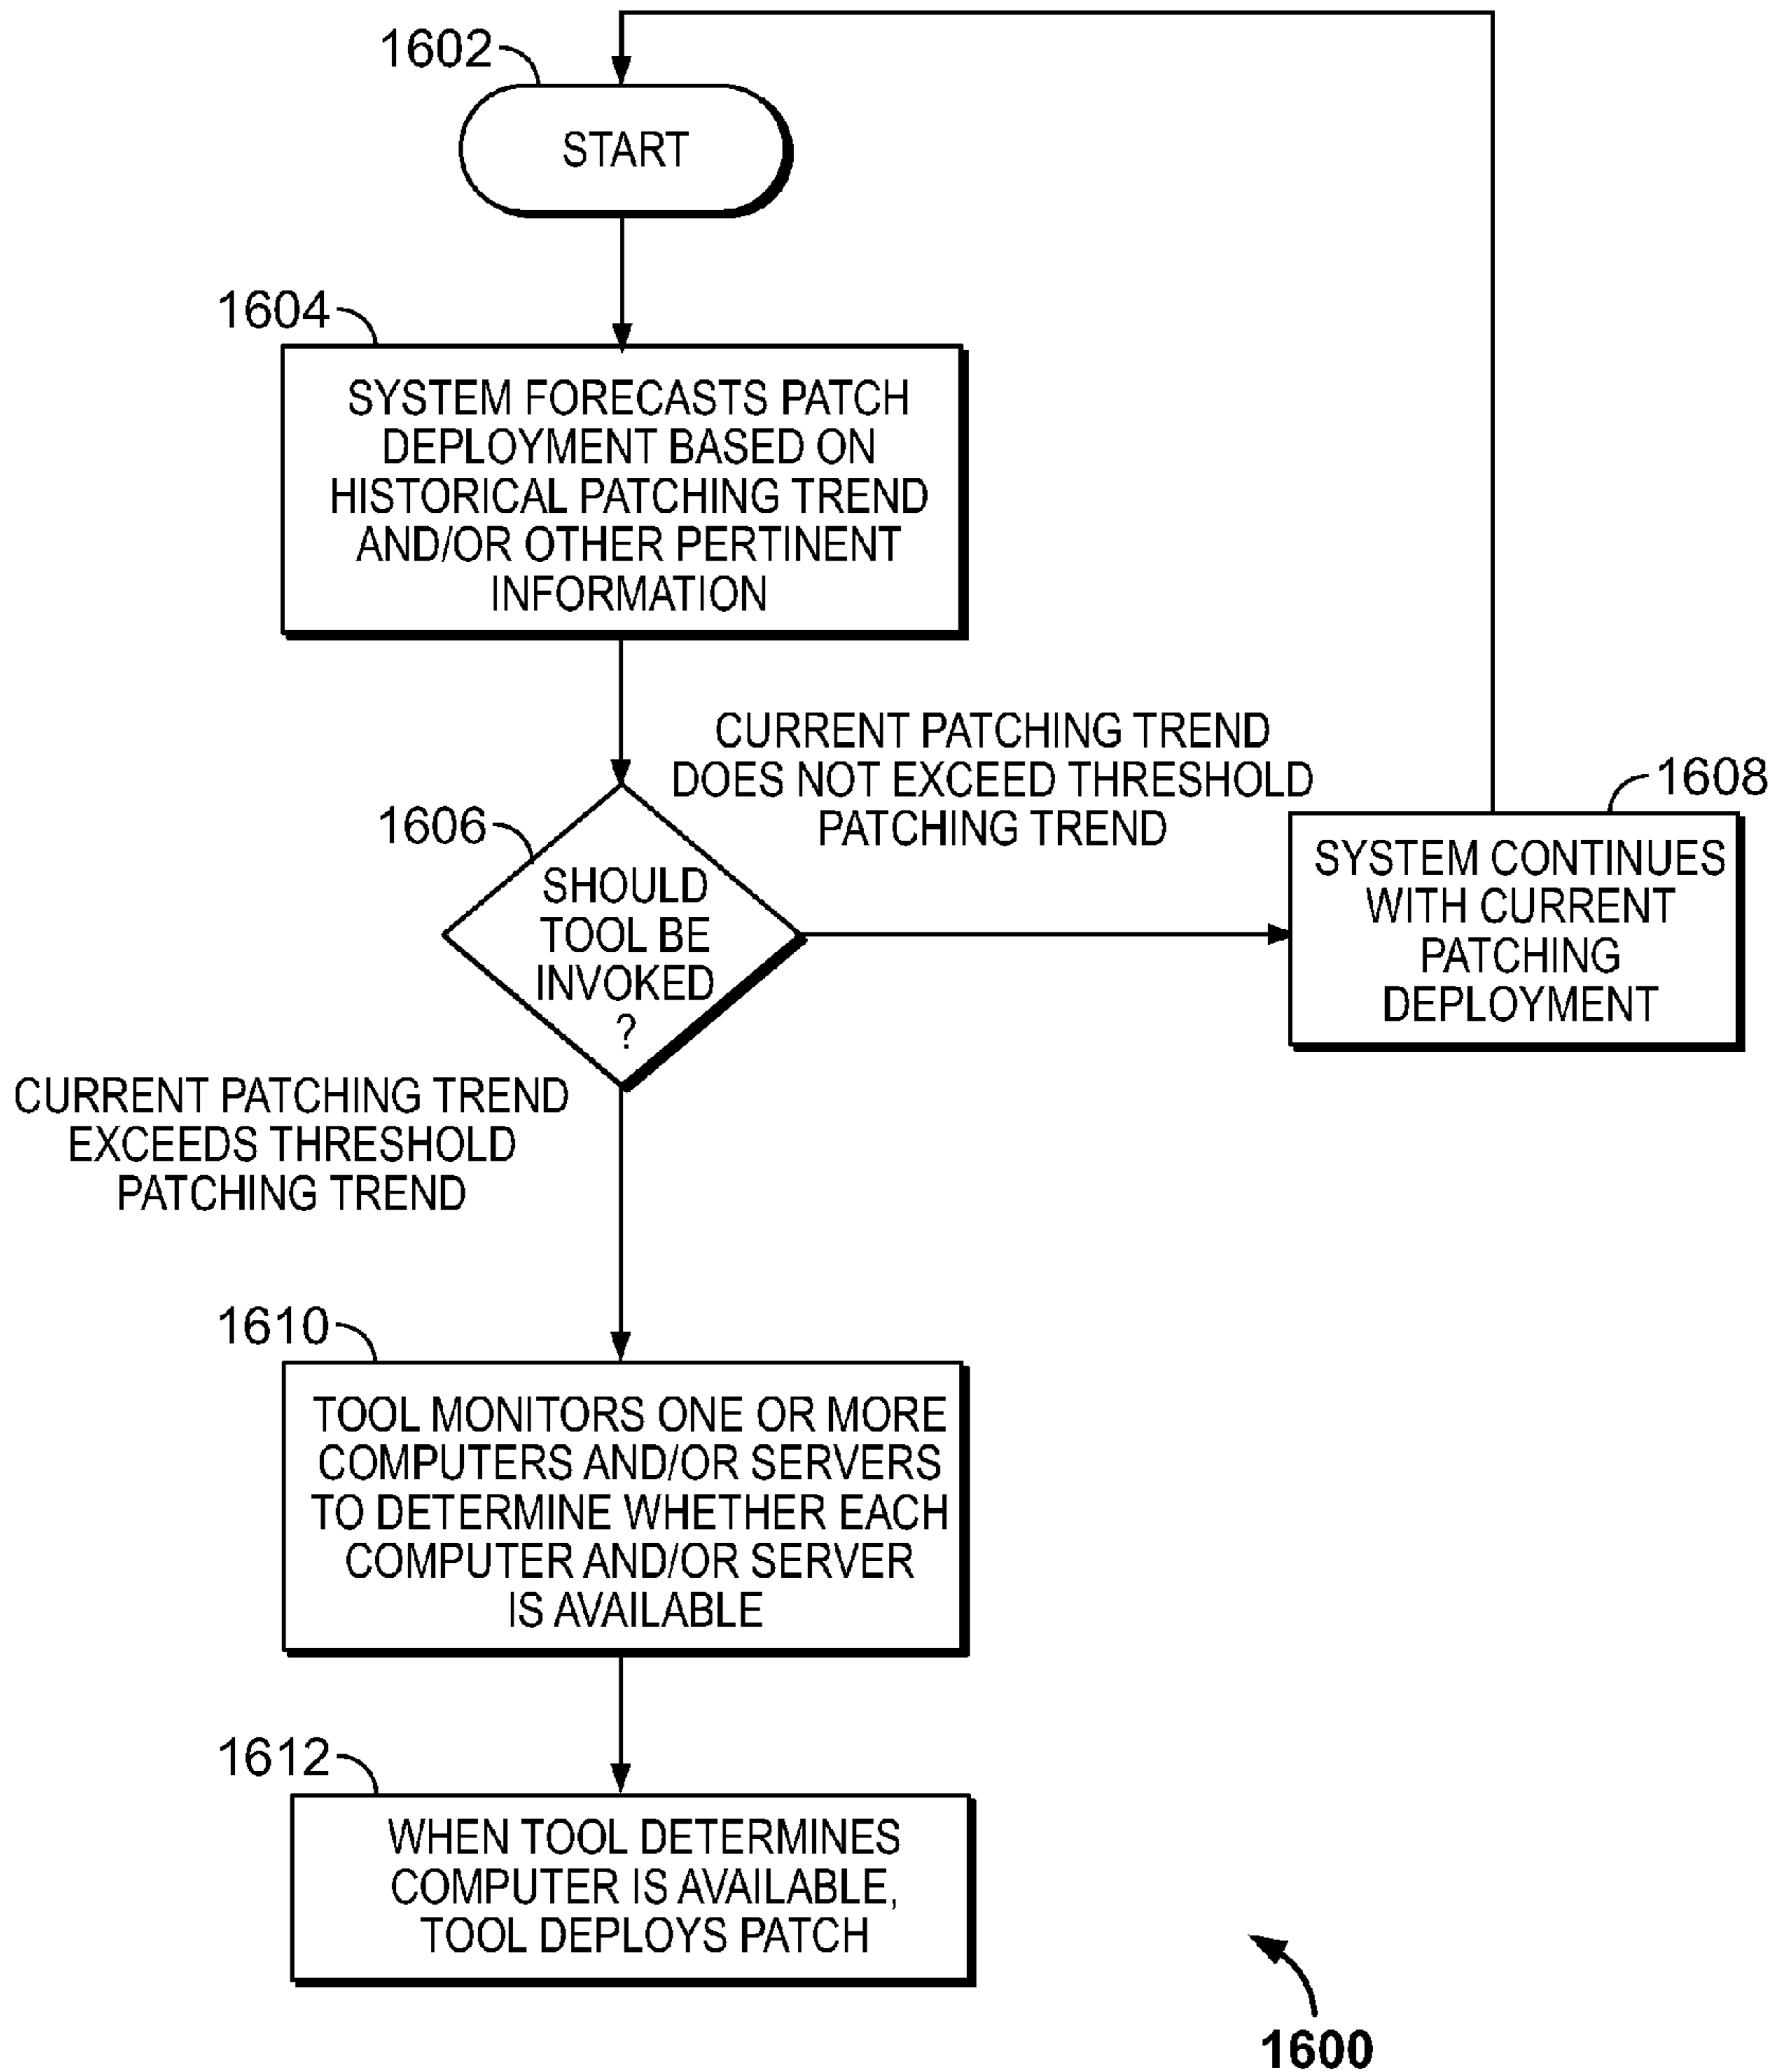 1602
START
1604
SYSTEM FORECASTS PATCH
DEPLOYMENT BASED ON
HISTORICAL PATCHING TREND
AND/OR OTHER PERTINENT
INFORMATION
CURRENT PATCHING TREND
DOES NOT EXCEED THRESHOLD
PATCHING TREND
1606
SHOULD
TOOL BE
INVOKED
?
1608
SYSTEM CONTINUES
WITH CURRENT
PATCHING
DEPLOYMENT
CURRENT PATCHING TREND
EXCEEDS THRESHOLD
PATCHING TREND
1610
TOOL MONITORS ONE OR MORE
COMPUTERS AND/OR SERVERS
TO DETERMINE WHETHER EACH
COMPUTER AND/OR SERVER
IS AVAILABLE
1612
WHEN TOOL DETERMINES
COMPUTER IS AVAILABLE,
TOOL DEPLOYS PATCH
1600